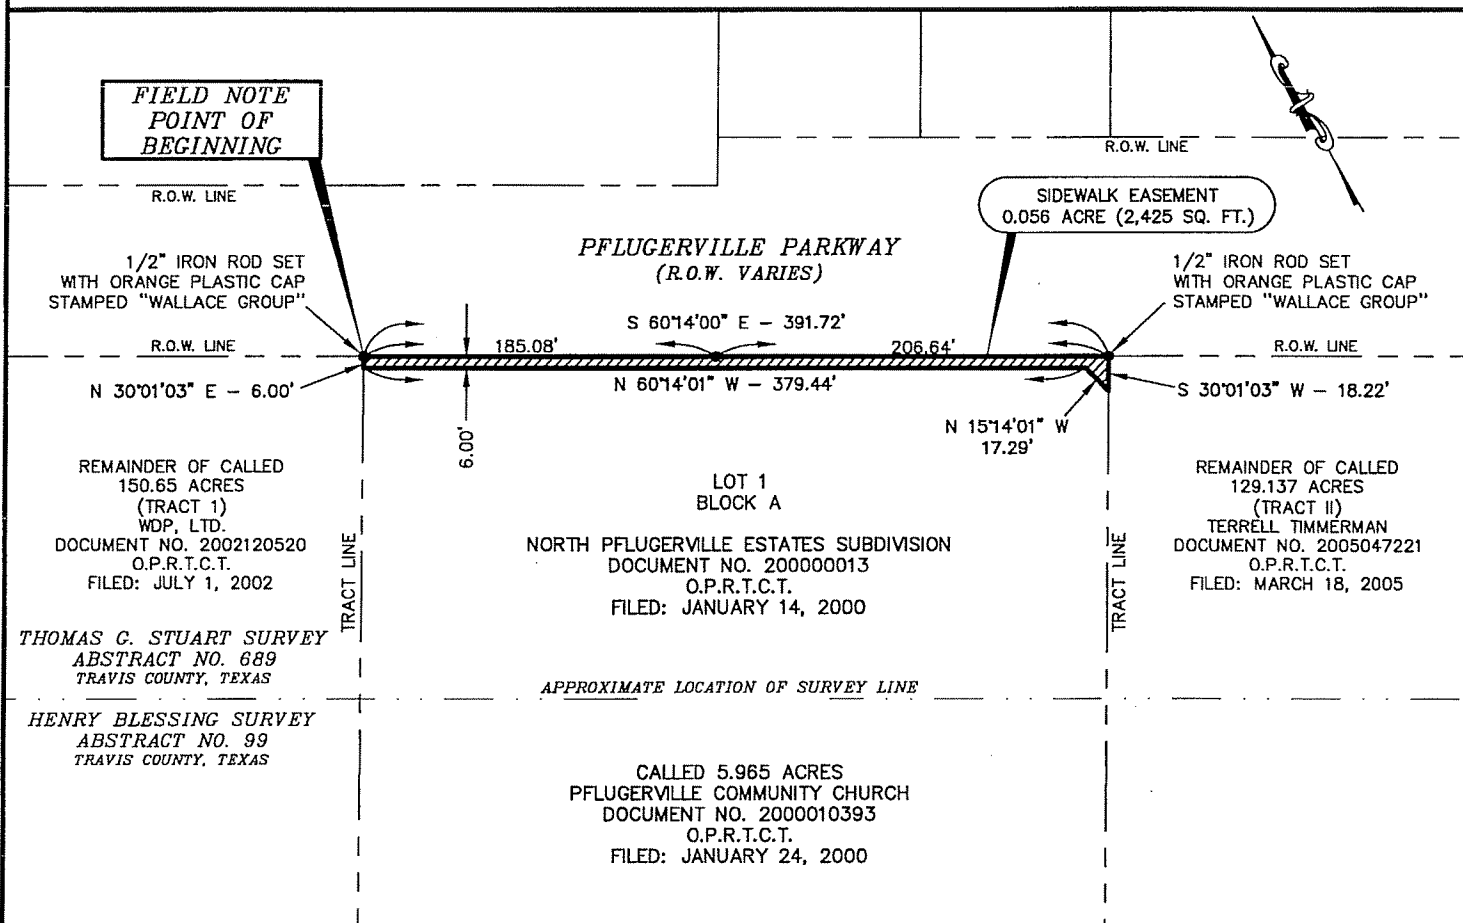 FIELD NOTE
POINT OF
BEGINNING
R.O.W. LINE
R.O.W. LINE
SIDEWALK EASEMENT
0.056 ACRE (2,425 SQ. FT.)
PFLUGERVILLE PARKWAY
(R.O.W. VARIES)
1/2" IRON ROD SET
WITH ORANGE PLASTIC CAP
STAMPED "WALLACE GROUP"
1/2" IRON ROD SET
WITH ORANGE PLASTIC CAP
STAMPED "WALLACE GROUP"
S 60°14'00" E - 391.72'
R.O.W. LINE
185.08'
206.64'
R.O.W. LINE
N 30°01'03" E - 6.00'
N 60°14'01" W - 379.44'
S 30°01'03" W - 18.22'
6.00'
N 15°14'01" W
17.29'
REMAINDER OF CALLED
150.65 ACRES
(TRACT 1)
WDP, LTD.
DOCUMENT NO. 2002120520
O.P.R.T.C.T.
FILED: JULY 1, 2002
TRACT LINE
LOT 1
BLOCK A
NORTH PFLUGERVILLE ESTATES SUBDIVISION
DOCUMENT NO. 200000013
O.P.R.T.C.T.
FILED: JANUARY 14, 2000
TRACT LINE
REMAINDER OF CALLED
129.137 ACRES
(TRACT II)
TERRELL TIMMERMAN
DOCUMENT NO. 2005047221
O.P.R.T.C.T.
FILED: MARCH 18, 2005
THOMAS G. STUART SURVEY
ABSTRACT NO. 689
TRAVIS COUNTY, TEXAS
APPROXIMATE LOCATION OF SURVEY LINE
HENRY BLESSING SURVEY
ABSTRACT NO. 99
TRAVIS COUNTY, TEXAS
CALLED 5.965 ACRES
PFLUGERVILLE COMMUNITY CHURCH
DOCUMENT NO. 2000010393
O.P.R.T.C.T.
FILED: JANUARY 24, 2000